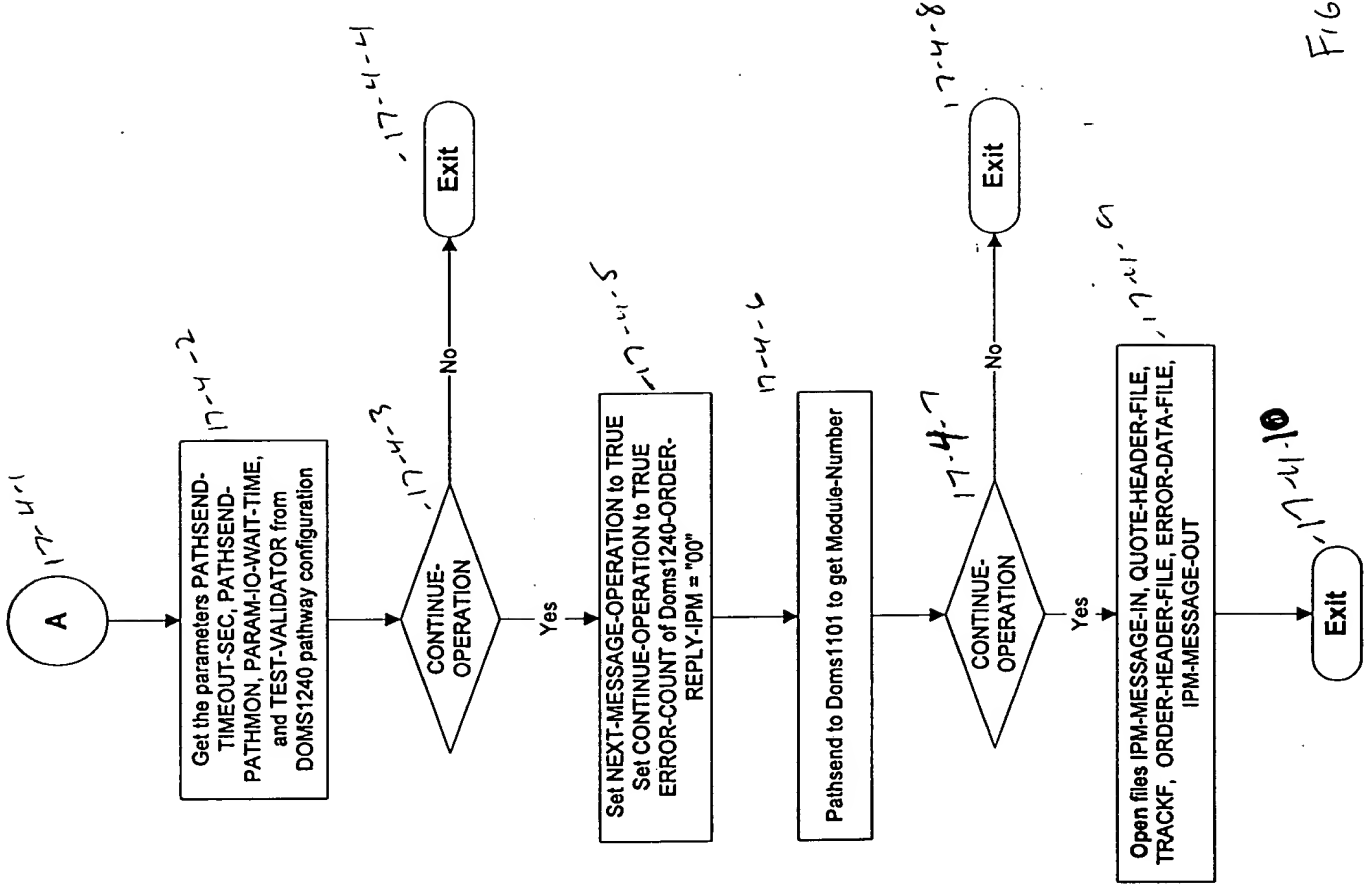 17-4-1
A
17-4-2
Get the parameters PATHSEND-
TIMEOUT-SEC, PATHSEND-
PATHMON, PARAM-IO-WAIT-TIME,
and TEST-VALIDATOR from
DOMS1240 pathway configuration
17-4-3
CONTINUE-
OPERATION
No
17-4-4
Exit
Yes
17-4-5
Set NEXT-MESSAGE-OPERATION to TRUE
Set CONTINUE-OPERATION to TRUE
ERROR-COUNT of Doms1240-ORDER-
REPLY-IPM = "00"
17-4-6
Pathsend to Doms1101 to get Module-Number
17-4-7
CONTINUE-
OPERATION
No
17-4-8
Exit
Yes
17-4-9
Open files IPM-MESSAGE-IN, QUOTE-HEADER-FILE,
TRACKF, ORDER-HEADER-FILE, ERROR-DATA-FILE,
IPM-MESSAGE-OUT
17-4-10
Exit
FIG